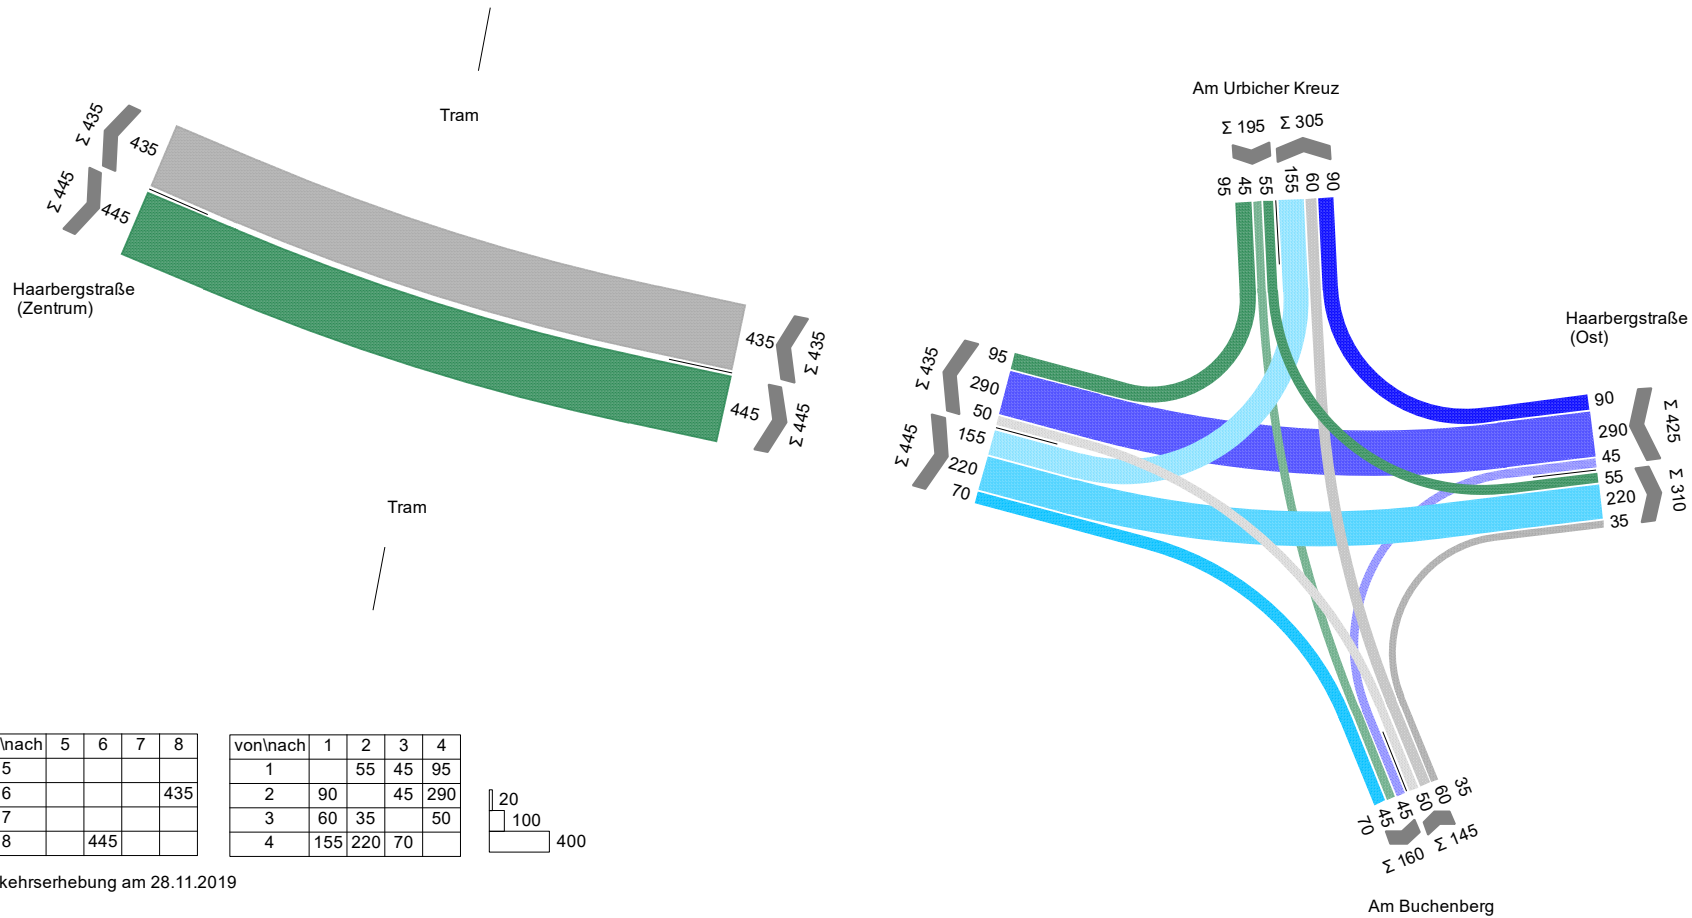 Am Urbicher Kreuz
Σ 195
Σ 305
95
45
55
155
60
90
Tram
Σ 435
435
Σ 445
445
Haarbergstraße
(Zentrum)
435
Σ 435
445
Σ 445
Tram
Haarbergstraße
(Ost)
Σ 435
95
290
50
Σ 445
155
220
70
90
290
45
Σ 425
55
220
35
Σ 310
70
45
45
50
60
35
Σ 160
Σ 145
Am Buchenberg
\nach 5 6 7 8
5
6 435
7
8 445
von\nach 1 2 3 4
1 55 45 95
2 90 45 290
3 60 35 50
4 155 220 70
20
100
400
kehrserhebung am 28.11.2019